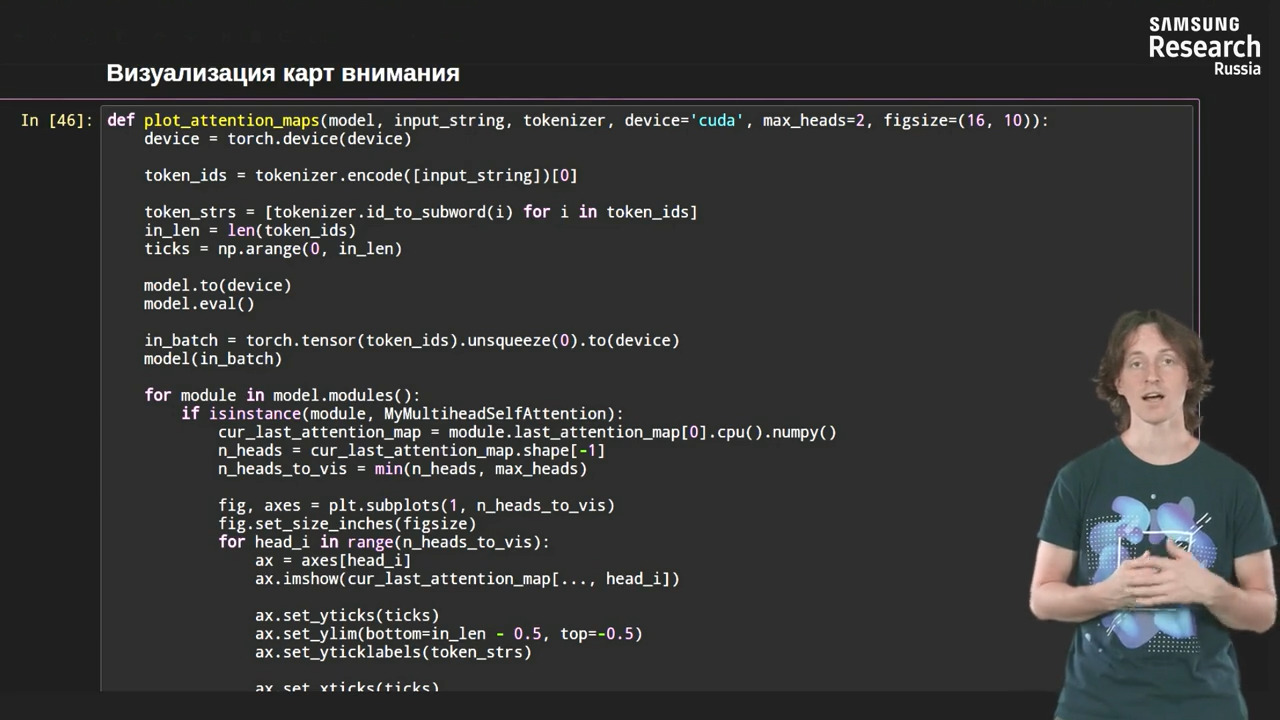 SAMSUNG
Research
Russia
Визуализация карт внимания
In [46]:
def plot_attention_maps(model, input_string, tokenizer, device='cuda', max_heads=2, figsize=(16, 10)):
device = torch.device(device)
token_ids = tokenizer.encode([input_string])[0]
token_strs = [tokenizer.id_to_subword(i) for i in token_ids]
in_len = len(token_ids)
ticks = np.arange(0, in_len)
model.to(device)
model.eval()
in_batch = torch.tensor(token_ids).unsqueeze(0).to(device)
model(in_batch)
for module in model.modules():
if isinstance(module, MyMultiheadSelfAttention):
cur_last_attention_map = module.last_attention_map[0].cpu().numpy()
n_heads = cur_last_attention_map.shape[-1]
n_heads_to_vis = min(n_heads, max_heads)
fig, axes = plt.subplots(1, n_heads_to_vis)
fig.set_size_inches(figsize)
for head_i in range(n_heads_to_vis):
ax = axes[head_i]
ax.imshow(cur_last_attention_map[..., head_i])
ax.set_yticks(ticks)
ax.set_ylim(bottom=in_len - 0.5, top=-0.5)
ax.set_yticklabels(token_strs)
ax.set_xticks(ticks)